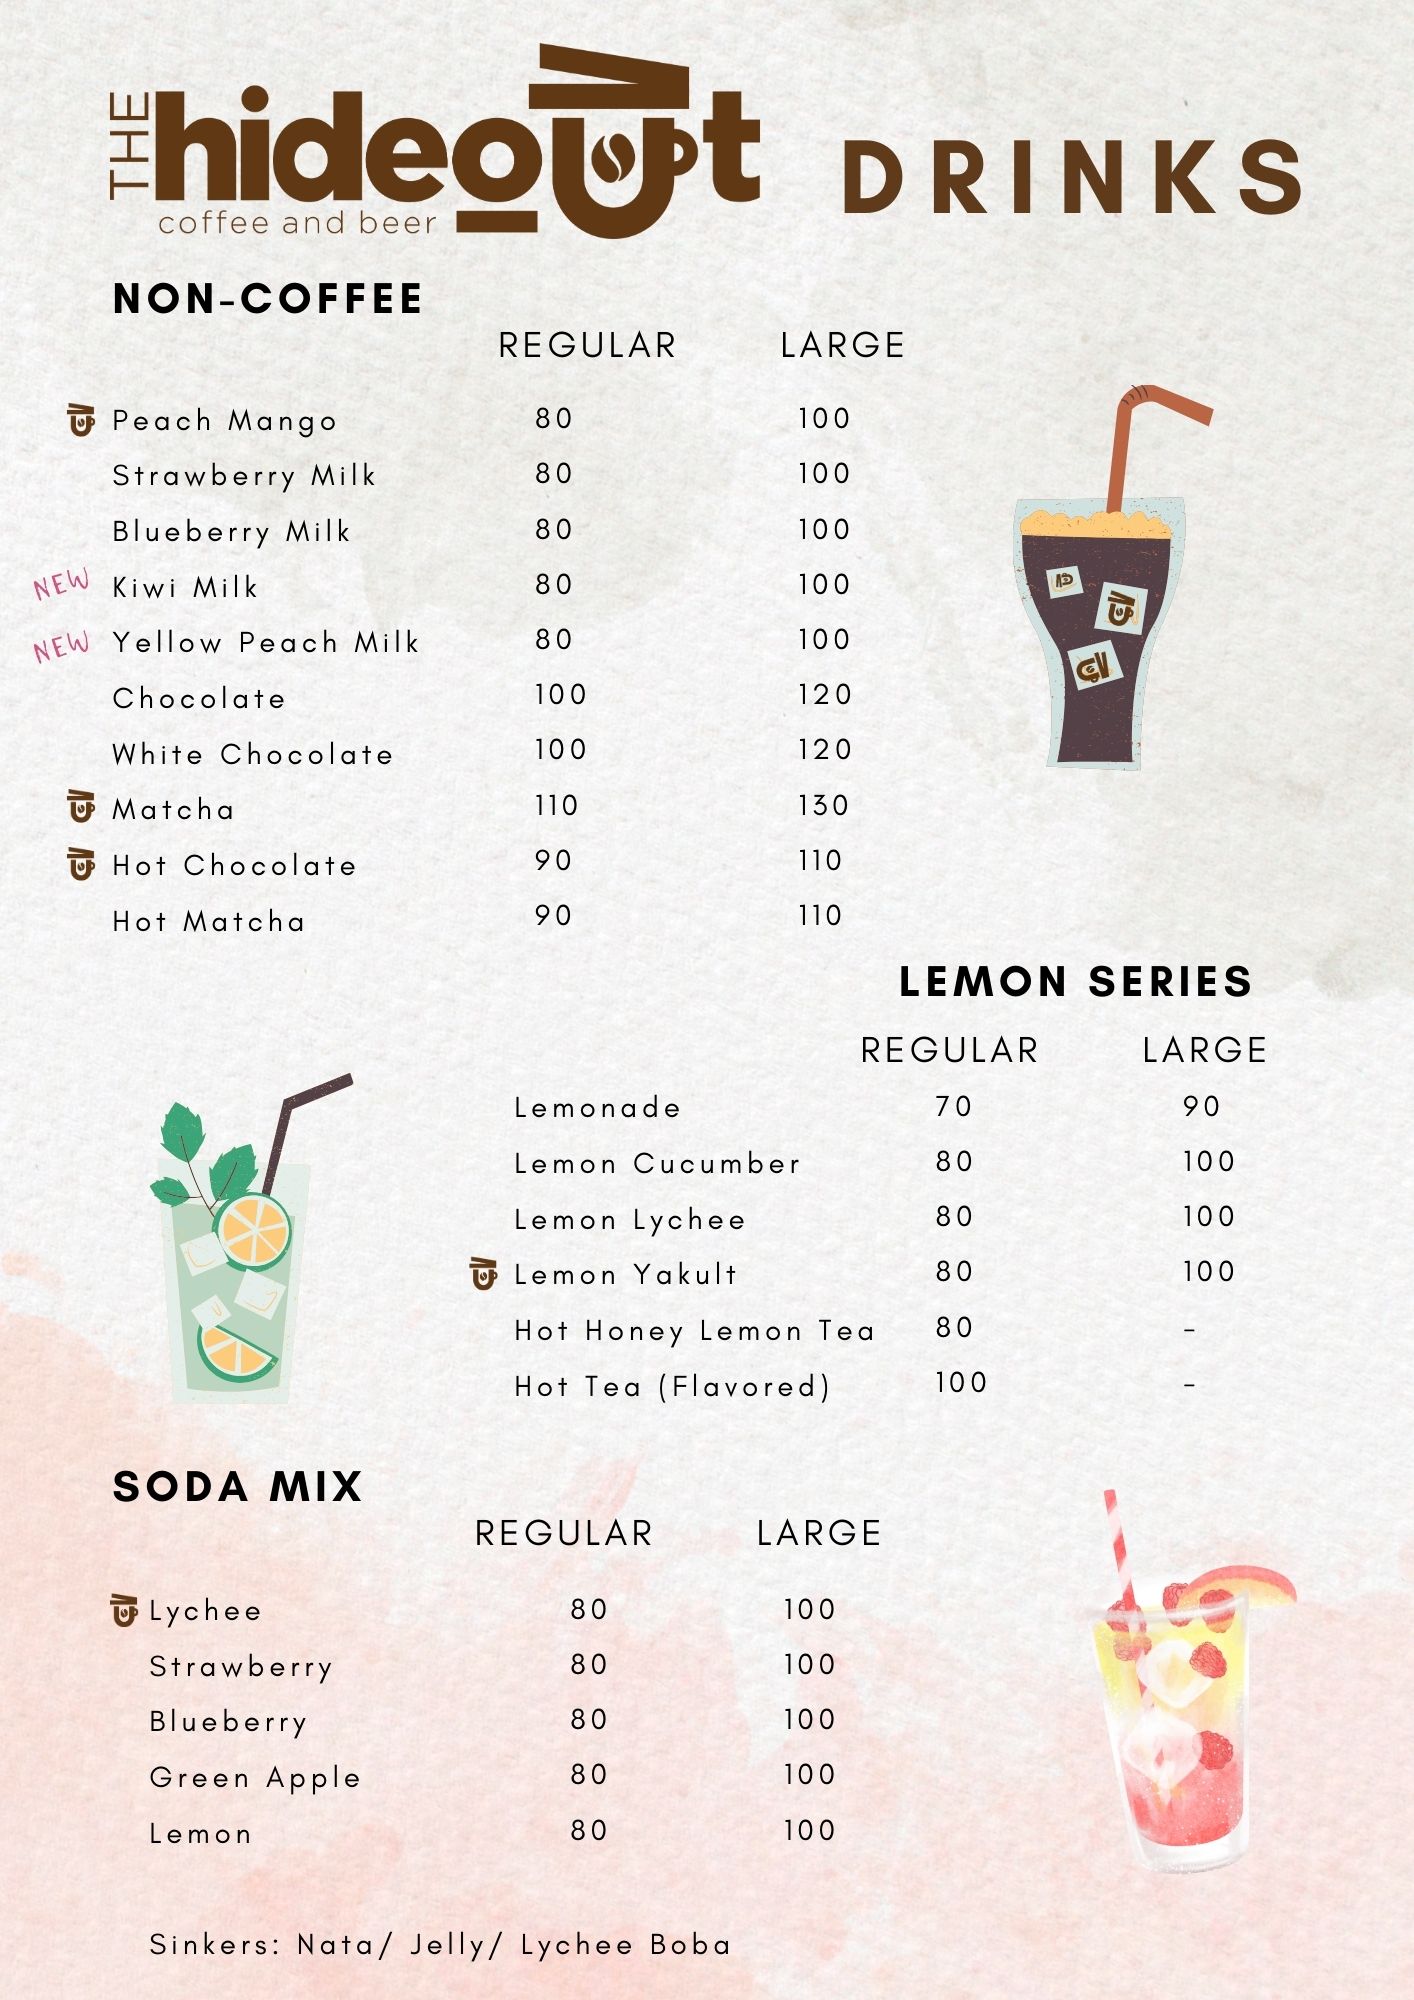 THE hideout
coffee and beer
DRINKS
NON-COFFEE
REGULAR LARGE
Peach Mango 80 100
Strawberry Milk 80 100
Blueberry Milk 80 100
NEW Kiwi Milk 80 100
NEW Yellow Peach Milk 80 100
Chocolate 100 120
White Chocolate 100 120
Matcha 110 130
Hot Chocolate 90 110
Hot Matcha 90 110
LEMON SERIES
REGULAR LARGE
Lemonade 70 90
Lemon Cucumber 80 100
Lemon Lychee 80 100
Lemon Yakult 80 100
Hot Honey Lemon Tea 80 -
Hot Tea (Flavored) 100 -
SODA MIX
REGULAR LARGE
Lychee 80 100
Strawberry 80 100
Blueberry 80 100
Green Apple 80 100
Lemon 80 100
Sinkers: Nata/ Jelly/ Lychee Boba